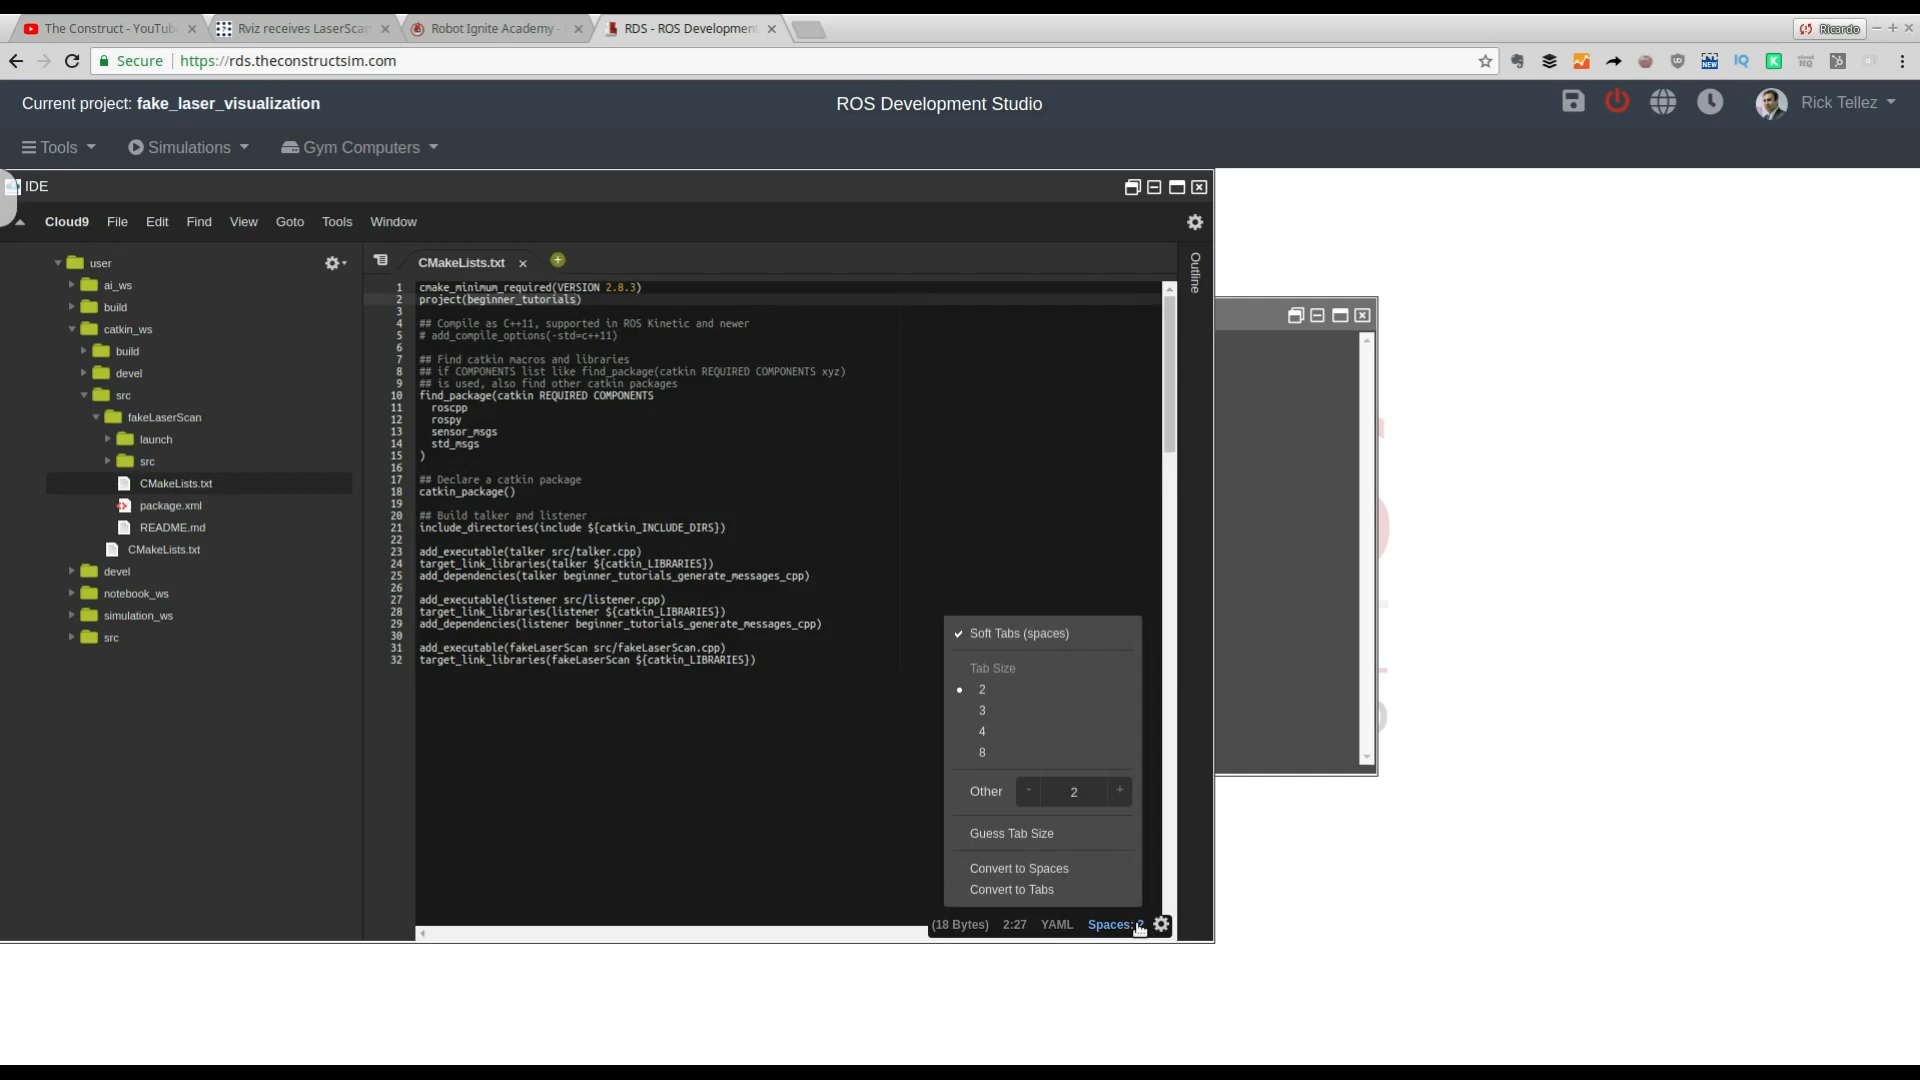 The Construct - YouTub
Rviz receives LaserScan
Robot Ignite Academy -
RDS - ROS Developmen
Ricardo
Secure
https://rds.theconstructsim.com
NEW
IQ
K
Current project: fake_laser_visualization
ROS Development Studio
Rick Tellez
Tools
Simulations
Gym Computers
IDE
Cloud9
File
Edit
Find
View
Goto
Tools
Window
user
ai_ws
build
catkin_ws
build
devel
src
fakeLaserScan
launch
src
CMakeLists.txt
package.xml
README.md
CMakeLists.txt
devel
notebook_ws
simulation_ws
src
CMakeLists.txt
Outline
1 cmake_minimum_required(VERSION 2.8.3)
2 project(beginner_tutorials)
3
4 ## Compile as C++11, supported in ROS Kinetic and newer
5 # add_compile_options(-std=c++11)
6
7 ## Find catkin macros and libraries
8 ## if COMPONENTS list like find_package(catkin REQUIRED COMPONENTS xyz)
9 ## is used, also find other catkin packages
10 find_package(catkin REQUIRED COMPONENTS
11 roscpp
12 rospy
13 sensor_msgs
14 std_msgs
15 )
16
17 ## Declare a catkin package
18 catkin_package()
19
20 ## Build talker and listener
21 include_directories(include ${catkin_INCLUDE_DIRS})
22
23 add_executable(talker src/talker.cpp)
24 target_link_libraries(talker ${catkin_LIBRARIES})
25 add_dependencies(talker beginner_tutorials_generate_messages_cpp)
26
27 add_executable(listener src/listener.cpp)
28 target_link_libraries(listener ${catkin_LIBRARIES})
29 add_dependencies(listener beginner_tutorials_generate_messages_cpp)
30
31 add_executable(fakeLaserScan src/fakeLaserScan.cpp)
32 target_link_libraries(fakeLaserScan ${catkin_LIBRARIES})
Soft Tabs (spaces)
Tab Size
2
3
4
8
Other - 2 +
Guess Tab Size
Convert to Spaces
Convert to Tabs
(18 Bytes) 2:27 YAML Spaces: 2